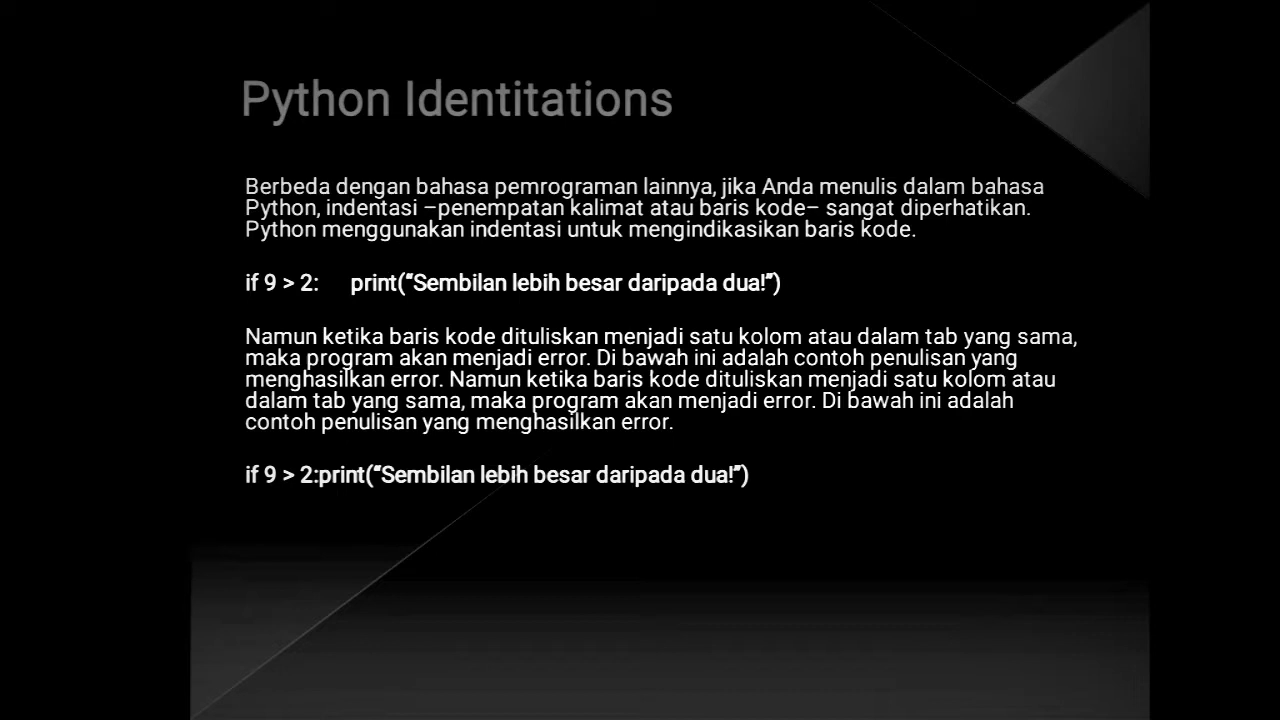 Python Identitations
Berbeda dengan bahasa pemrograman lainnya, jika Anda menulis dalam bahasa
Python, indentasi –penempatan kalimat atau baris kode– sangat diperhatikan.
Python menggunakan indentasi untuk mengindikasikan baris kode.
if 9 > 2:     print(“Sembilan lebih besar daripada dua!”)
Namun ketika baris kode dituliskan menjadi satu kolom atau dalam tab yang sama,
maka program akan menjadi error. Di bawah ini adalah contoh penulisan yang
menghasilkan error. Namun ketika baris kode dituliskan menjadi satu kolom atau
dalam tab yang sama, maka program akan menjadi error. Di bawah ini adalah
contoh penulisan yang menghasilkan error.
if 9 > 2:print(“Sembilan lebih besar daripada dua!”)